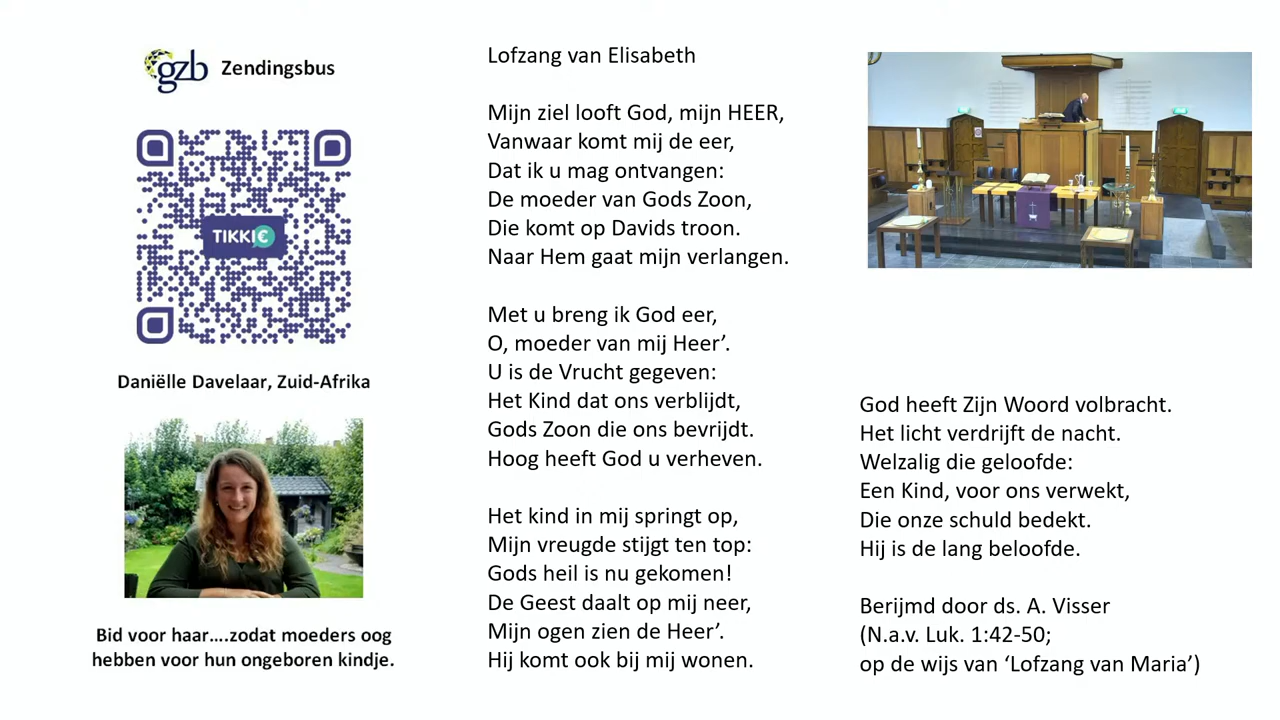 gzb Zendingsbus
TIKKIE
Daniëlle Davelaar, Zuid-Afrika
Bid voor haar....zodat moeders oog
hebben voor hun ongeboren kindje.
Lofzang van Elisabeth
Mijn ziel looft God, mijn HEER,
Vanwaar komt mij de eer,
Dat ik u mag ontvangen:
De moeder van Gods Zoon,
Die komt op Davids troon.
Naar Hem gaat mijn verlangen.
Met u breng ik God eer,
O, moeder van mij Heer’.
U is de Vrucht gegeven:
Het Kind dat ons verblijdt,
Gods Zoon die ons bevrijdt.
Hoog heeft God u verheven.
Het kind in mij springt op,
Mijn vreugde stijgt ten top:
Gods heil is nu gekomen!
De Geest daalt op mij neer,
Mijn ogen zien de Heer’.
Hij komt ook bij mij wonen.
God heeft Zijn Woord volbracht.
Het licht verdrijft de nacht.
Welzalig die geloofde:
Een Kind, voor ons verwekt,
Die onze schuld bedekt.
Hij is de lang beloofde.
Berijmd door ds. A. Visser
(N.a.v. Luk. 1:42-50;
op de wijs van ‘Lofzang van Maria’)